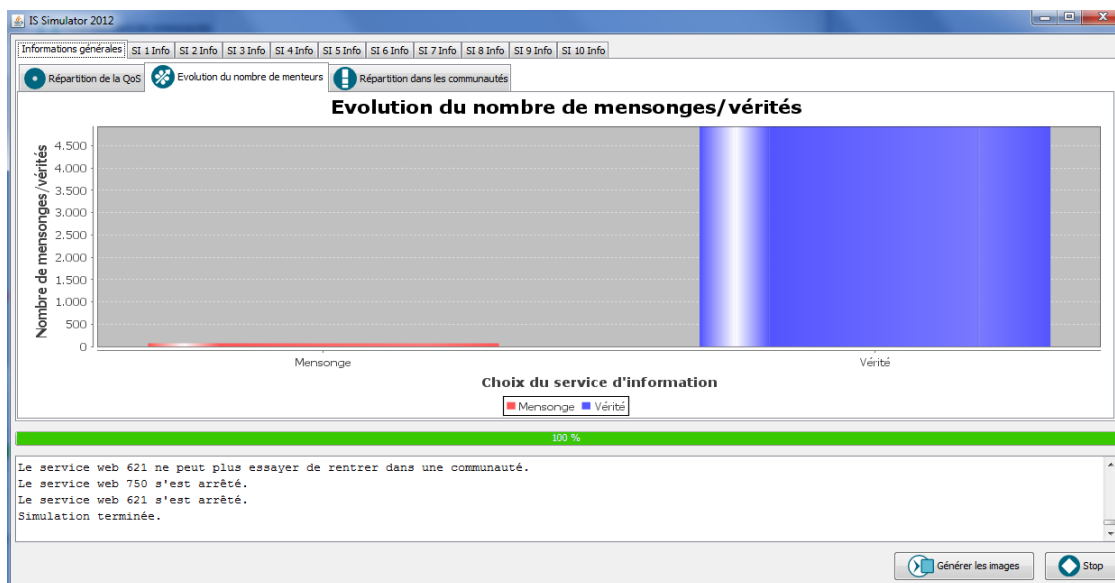 IS Simulator 2012
Informations générales SI 1 Info SI 2 Info SI 3 Info SI 4 Info SI 5 Info SI 6 Info SI 7 Info SI 8 Info SI 9 Info SI 10 Info
Répartition de la QoS Evolution du nombre de menteurs Répartition dans les communautés
Evolution du nombre de mensonges/vérités
Nombre de mensonges/vérités
4.500
4.000
3.500
3.000
2.500
2.000
1.500
1.000
500
0
Mensonge Vérité
Choix du service d'information
Mensonge Vérité
100 %
Le service web 621 ne peut plus essayer de rentrer dans une communauté.
Le service web 750 s'est arrêté.
Le service web 621 s'est arrêté.
Simulation terminée.
Générer les images Stop